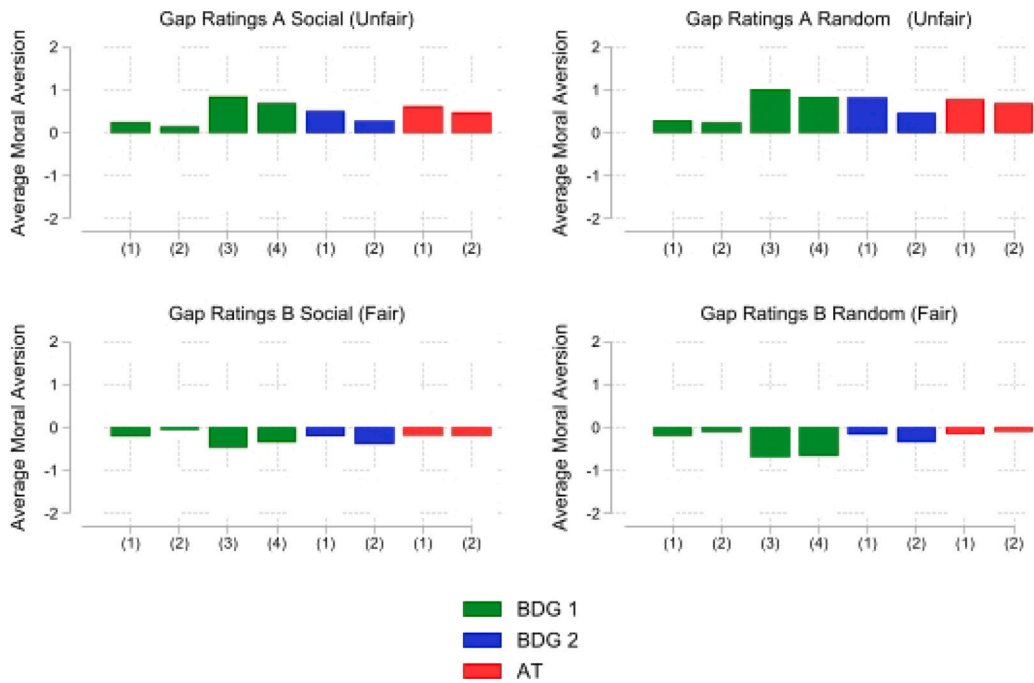 Gap Ratings A Social (Unfair)
Average Moral Aversion
2
1
0
-1
-2
(1) (2) (3) (4) (1) (2) (1) (2)
Gap Ratings A Random (Unfair)
Average Moral Aversion
2
1
0
-1
-2
(1) (2) (3) (4) (1) (2) (1) (2)
Gap Ratings B Social (Fair)
Average Moral Aversion
2
1
0
-1
-2
(1) (2) (3) (4) (1) (2) (1) (2)
Gap Ratings B Random (Fair)
Average Moral Aversion
2
1
0
-1
-2
(1) (2) (3) (4) (1) (2) (1) (2)
BDG 1
BDG 2
AT